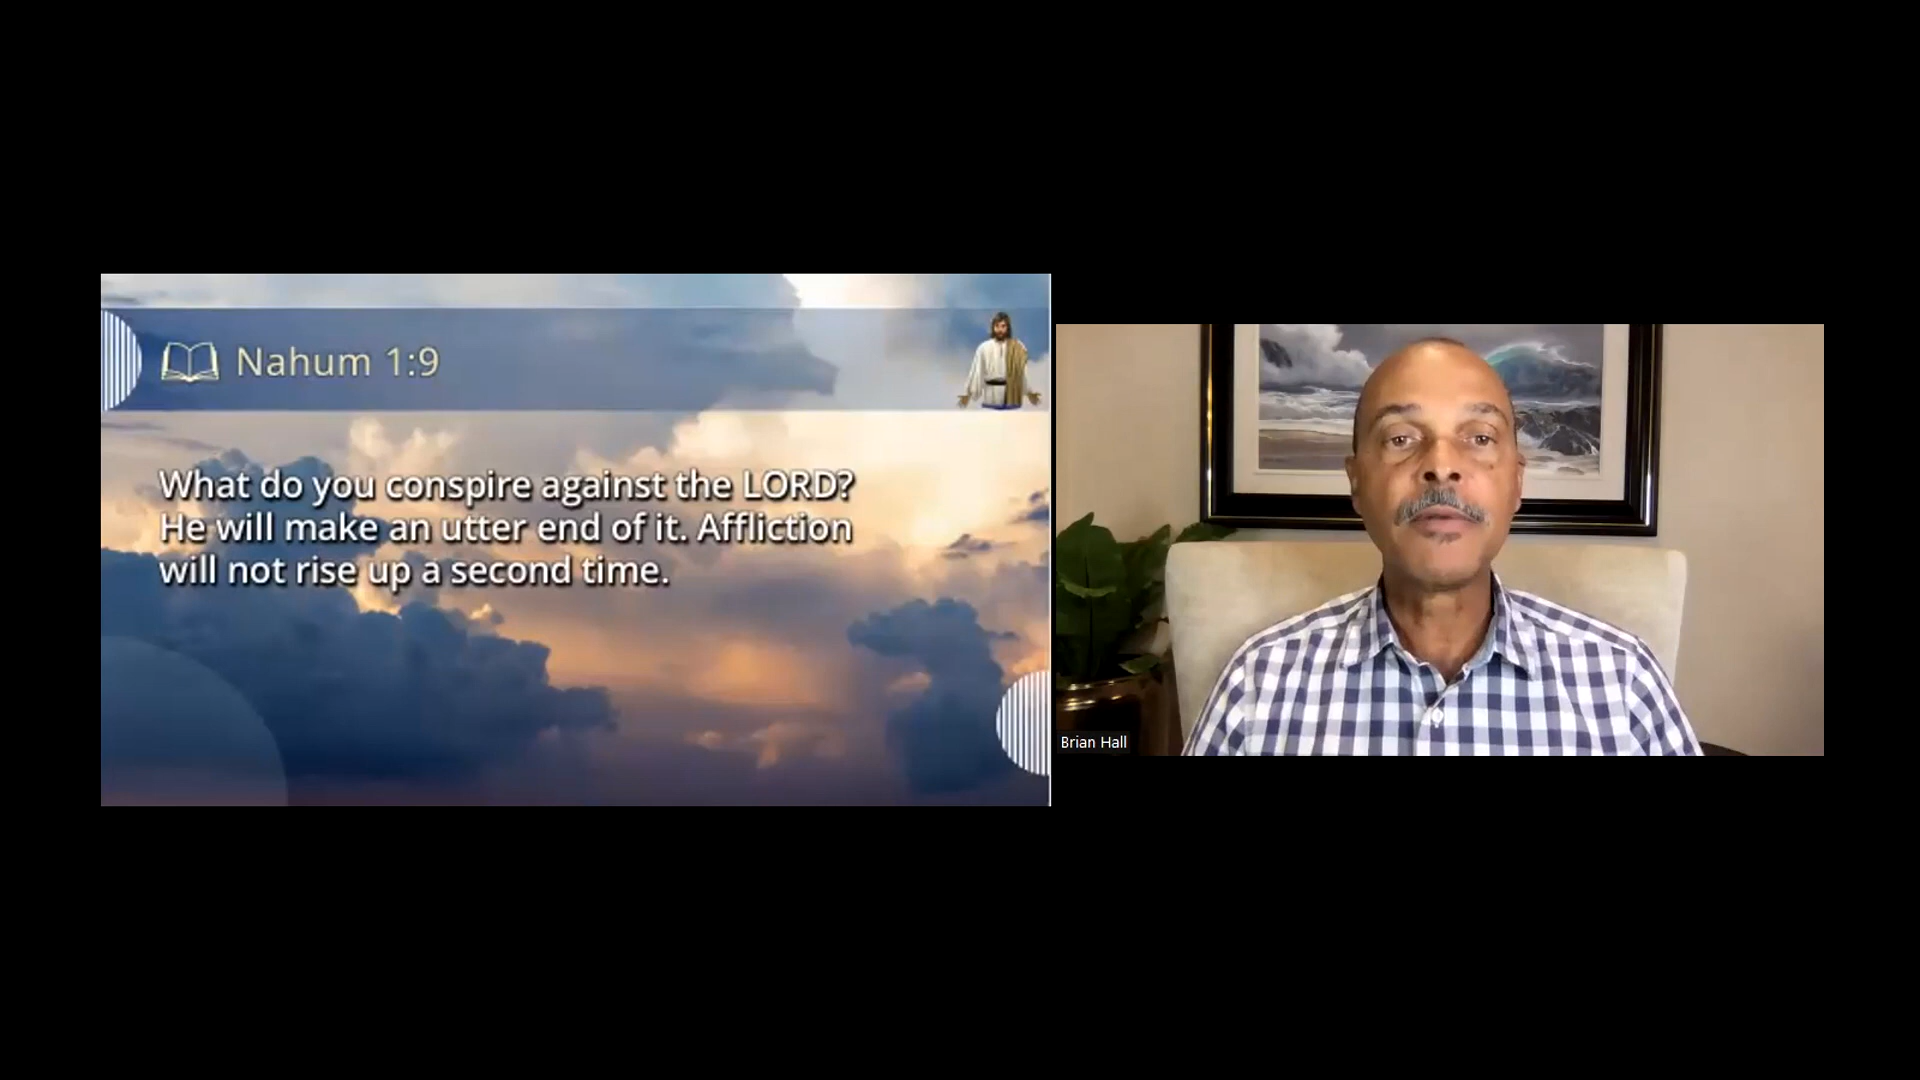 Nahum 1:9
What do you conspire against the LORD?
He will make an utter end of it. Affliction
will not rise up a second time.
Brian Hall